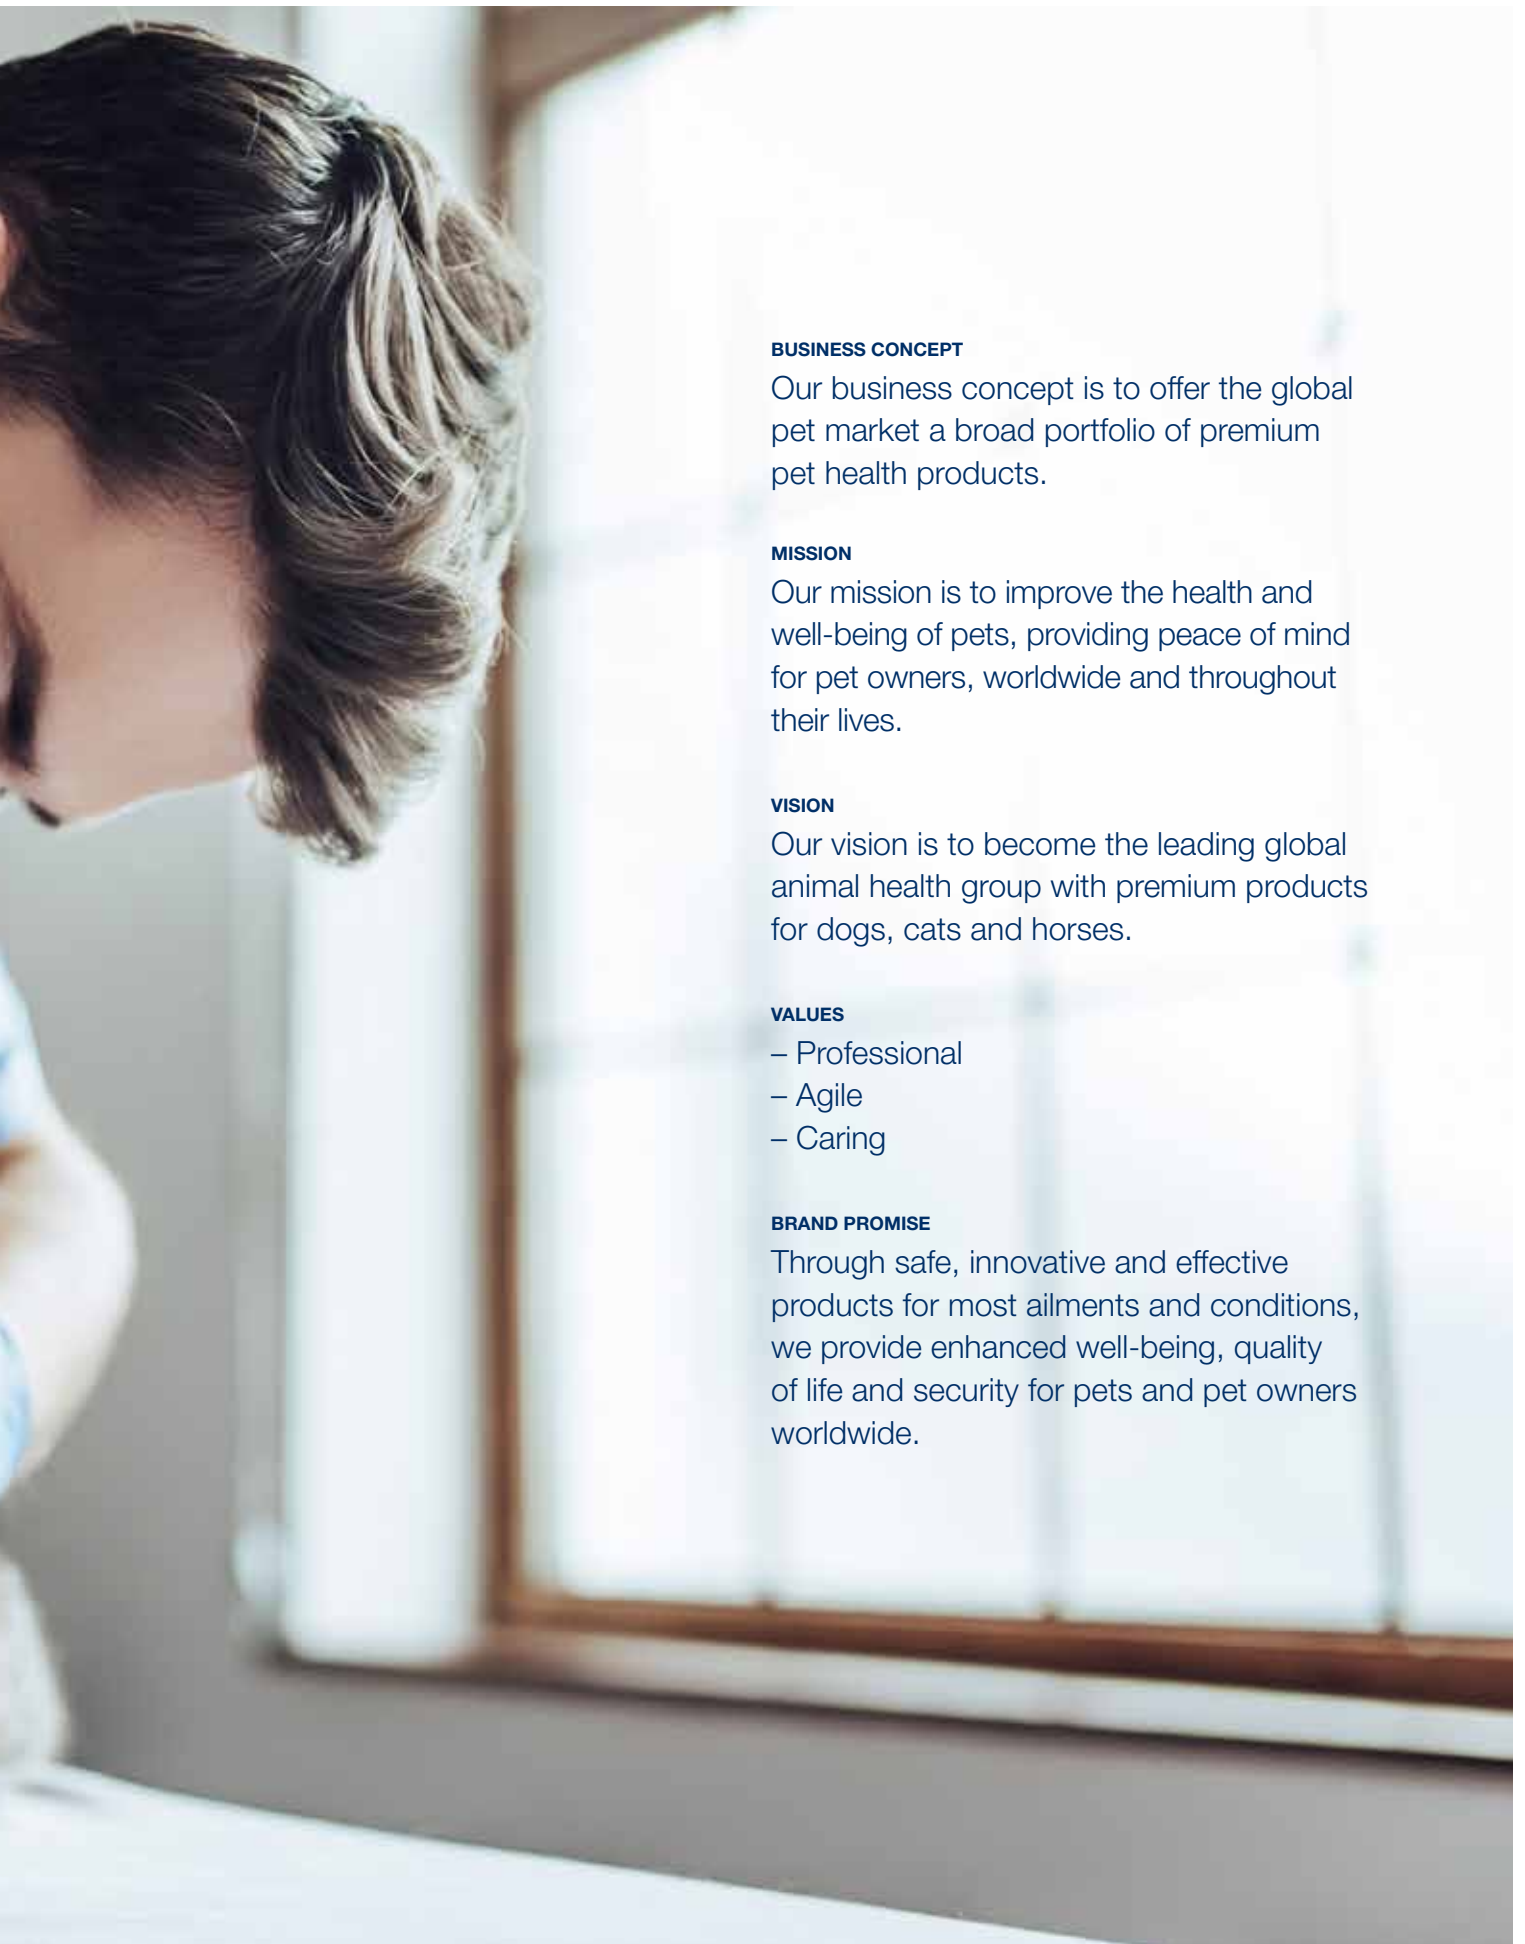 BUSINESS CONCEPT
Our business concept is to offer the global
pet market a broad portfolio of premium
pet health products.
MISSION
Our mission is to improve the health and
well-being of pets, providing peace of mind
for pet owners, worldwide and throughout
their lives.
VISION
Our vision is to become the leading global
animal health group with premium products
for dogs, cats and horses.
VALUES
– Professional
– Agile
– Caring
BRAND PROMISE
Through safe, innovative and effective
products for most ailments and conditions,
we provide enhanced well-being, quality
of life and security for pets and pet owners
worldwide.